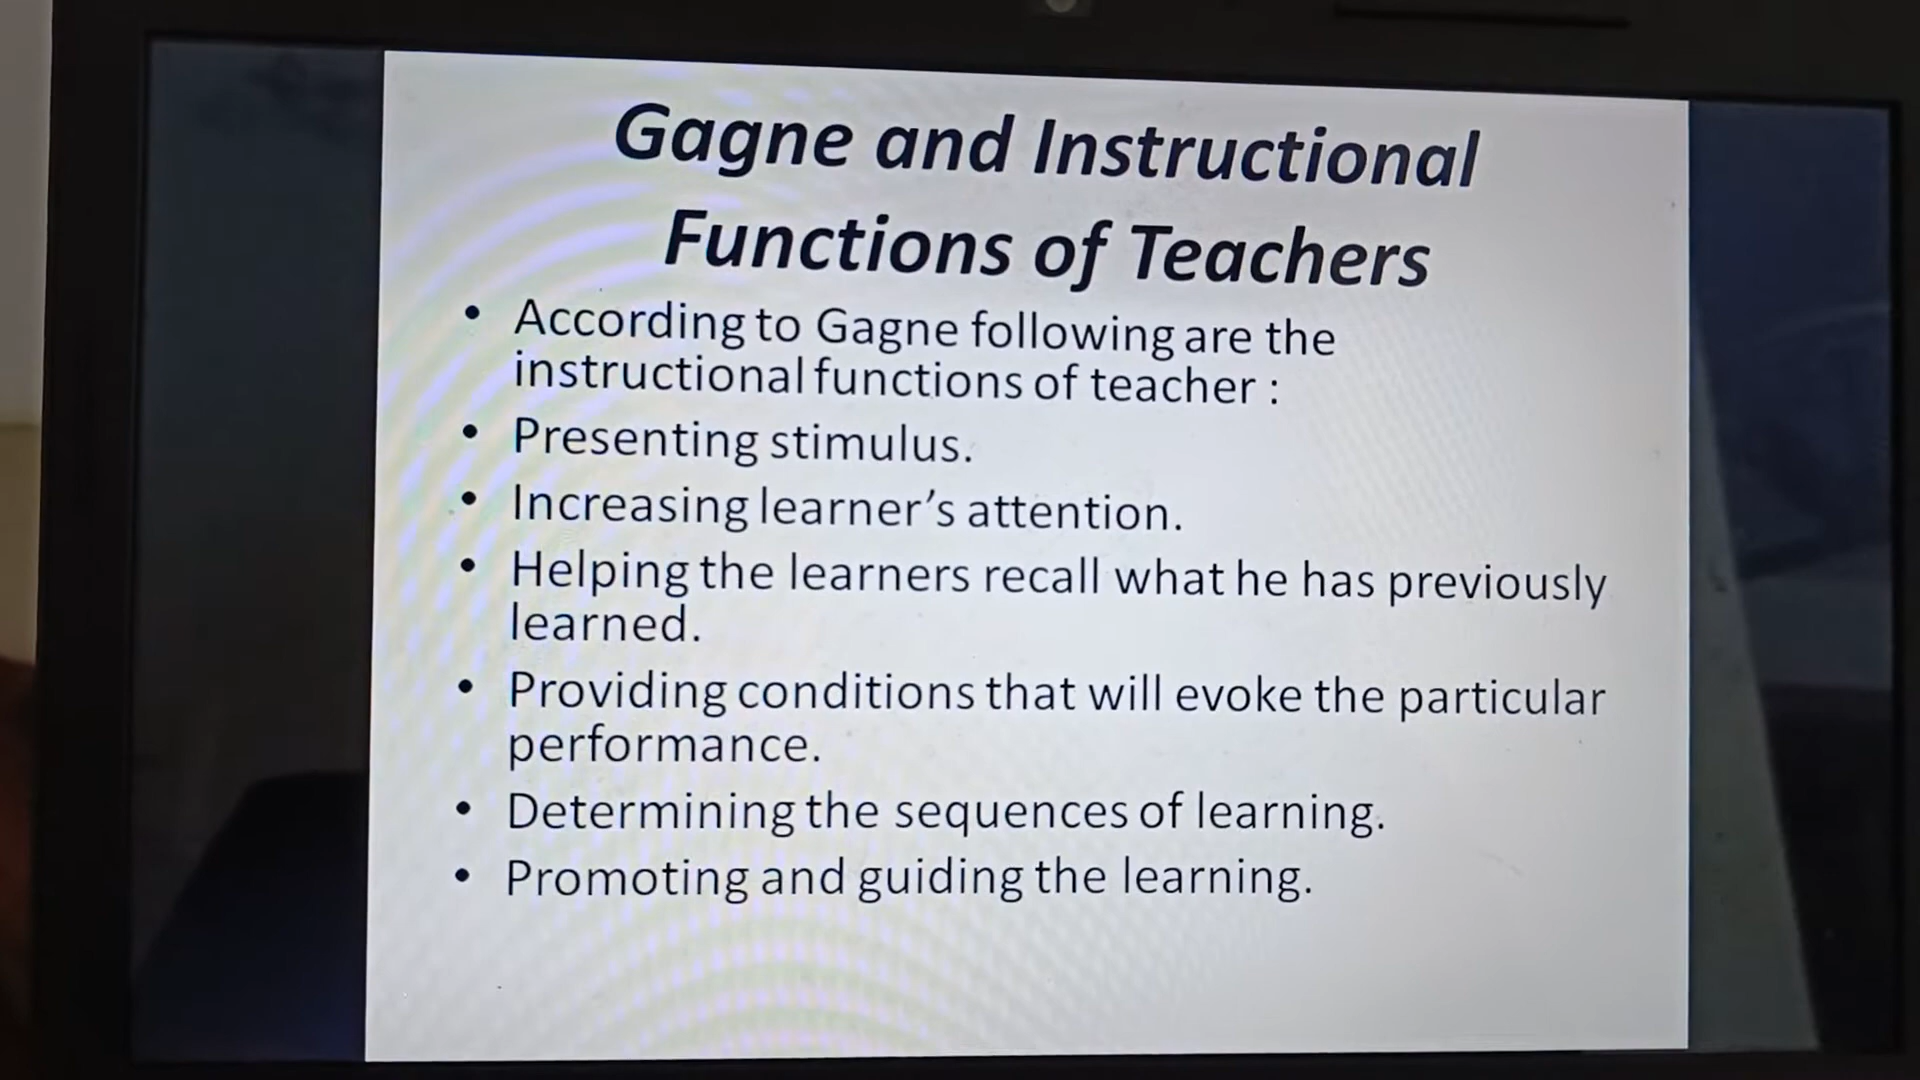 Gagne and Instructional
Functions of Teachers
• According to Gagne following are the
instructional functions of teacher :
• Presenting stimulus.
• Increasing learner’s attention.
• Helping the learners recall what he has previously
learned.
• Providing conditions that will evoke the particular
performance.
• Determining the sequences of learning.
• Promoting and guiding the learning.